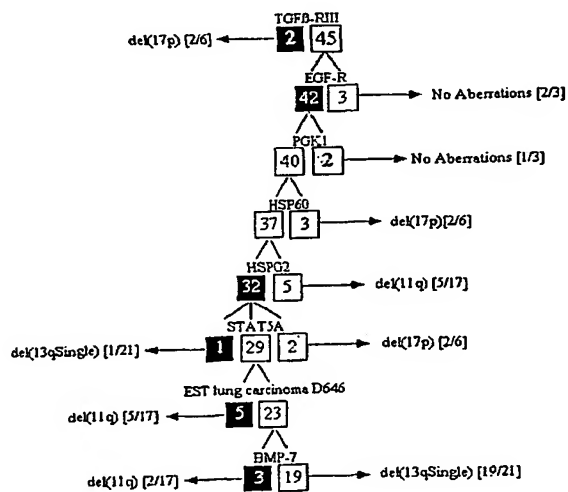 TGFß-RIII
del(17p) [2/6] 2 45
EGF-R
42 3 No Aberrations [2/3]
PGK1
40 2 No Aberrations [1/3]
HSP60
37 3 del(17p)[2/6]
HSPG2
32 5 del(11q) [5/17]
STAT5A
del(13qSingle) [1/21] 1 29 2 del(17p) [2/6]
EST lung carcinoma D646
del(11q) [5/17] 5 23
BMP-7
del(11q) [2/17] 3 19 del(13qSingle) [19/21]